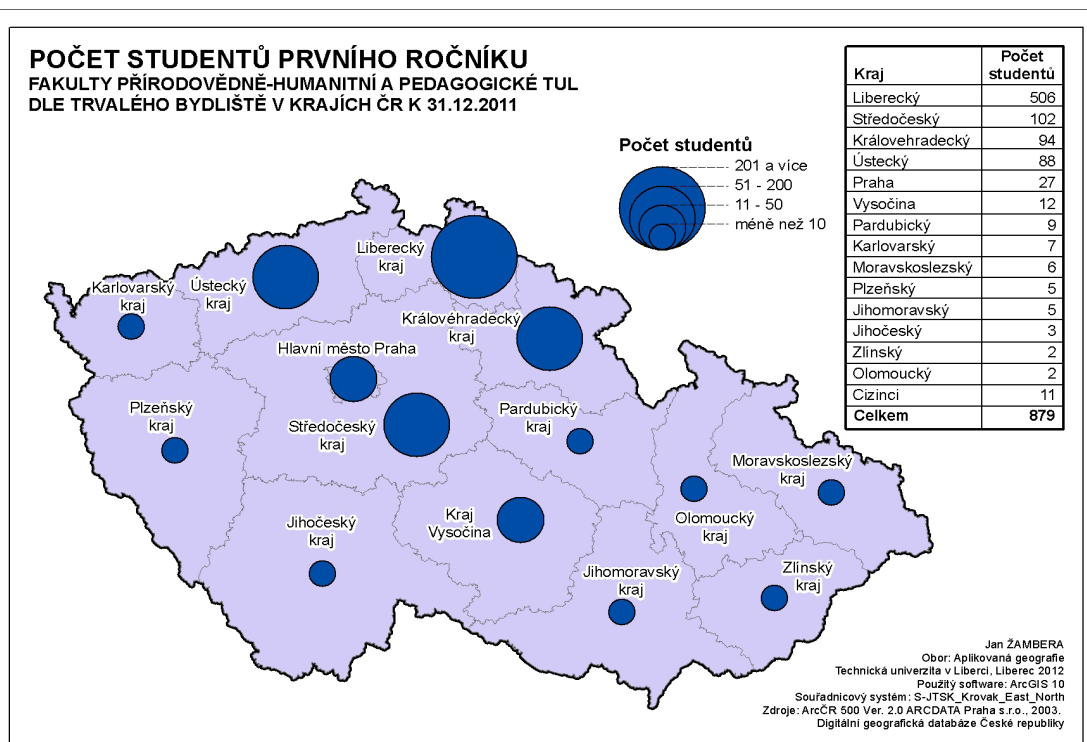 POČET STUDENTŮ PRVNÍHO ROČNÍKU
FAKULTY PŘÍRODOVĚDNĚ-HUMANITNÍ A PEDAGOGICKÉ TUL
DLE TRVALÉHO BYDLIŠTĚ V KRAJÍCH ČR K 31.12.2011
Kraj Počet studentů
Liberecký 506
Středočeský 102
Královehradecký 94
Ústecký 88
Praha 27
Vysočina 12
Pardubický 9
Karlovarský 7
Moravskoslezský 6
Plzeňský 5
Jihomoravský 5
Jihočeský 3
Zlínský 2
Olomoucký 2
Cizinci 11
Celkem 879
Počet studentů
201 a více
51 - 200
11 - 50
méně než 10
Liberecký
kraj
Karlovarský
kraj
Ústecký
kraj
Královéhradecký
kraj
Hlavní město Praha
Plzeňský
kraj
Středočeský
kraj
Pardubický
kraj
Moravskoslezský
kraj
Olomoucký
kraj
Kraj
Vysočina
Jihočeský
kraj
Jihomoravský
kraj
Zlínský
kraj
Jan ŽAMBERA
Obor: Aplikovaná geografie
Technická univerzita v Liberci, Liberec 2012
Použitý software: ArcGIS 10
Souřadnicový systém: S-JTSK_Krovak_East_North
Zdroje: ArcČR 500 Ver. 2.0 ARCDATA Praha s.r.o., 2003.
Digitální geografická databáze České republiky